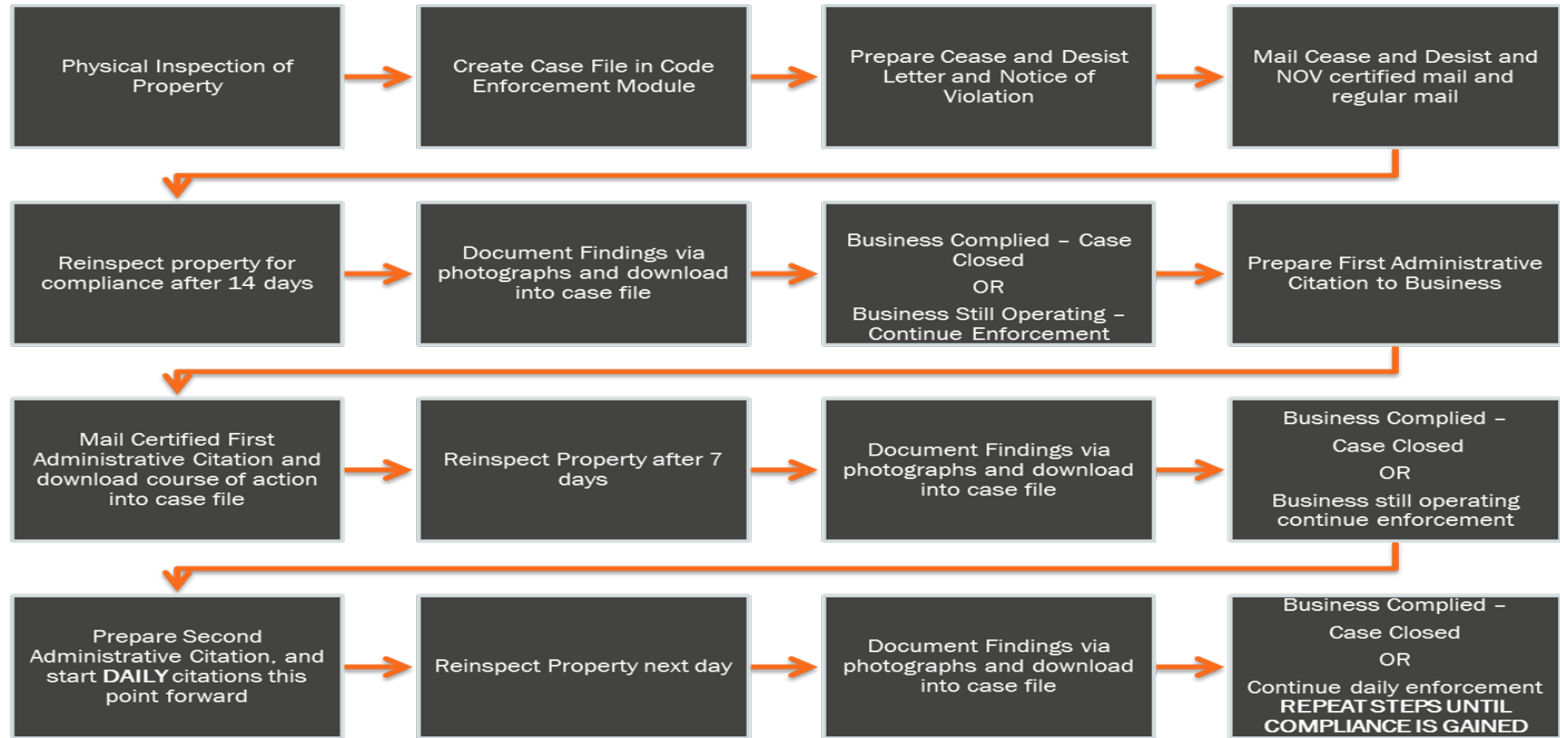 Physical Inspection of
Property
Create Case File in Code
Enforcement Module
Prepare Cease and Desist
Letter and Notice of
Violation
Mail Cease and Desist and
NOV certified mail and
regular mail
Reinspect property for
compliance after 14 days
Document Findings via
photographs and download
into case file
Business Complied – Case
Closed
OR
Business Still Operating –
Continue Enforcement
Prepare First Administrative
Citation to Business
Mail Certified First
Administrative Citation and
download course of action
into case file
Reinspect Property after 7
days
Document Findings via
photographs and download
into case file
Business Complied –
Case Closed
OR
Business still operating
continue enforcement
Prepare Second
Administrative Citation, and
start DAILY citations this
point forward
Reinspect Property next day
Document Findings via
photographs and download
into case file
Business Complied –
Case Closed
OR
Continue daily enforcement
REPEAT STEPS UNTIL
COMPLIANCE IS GAINED